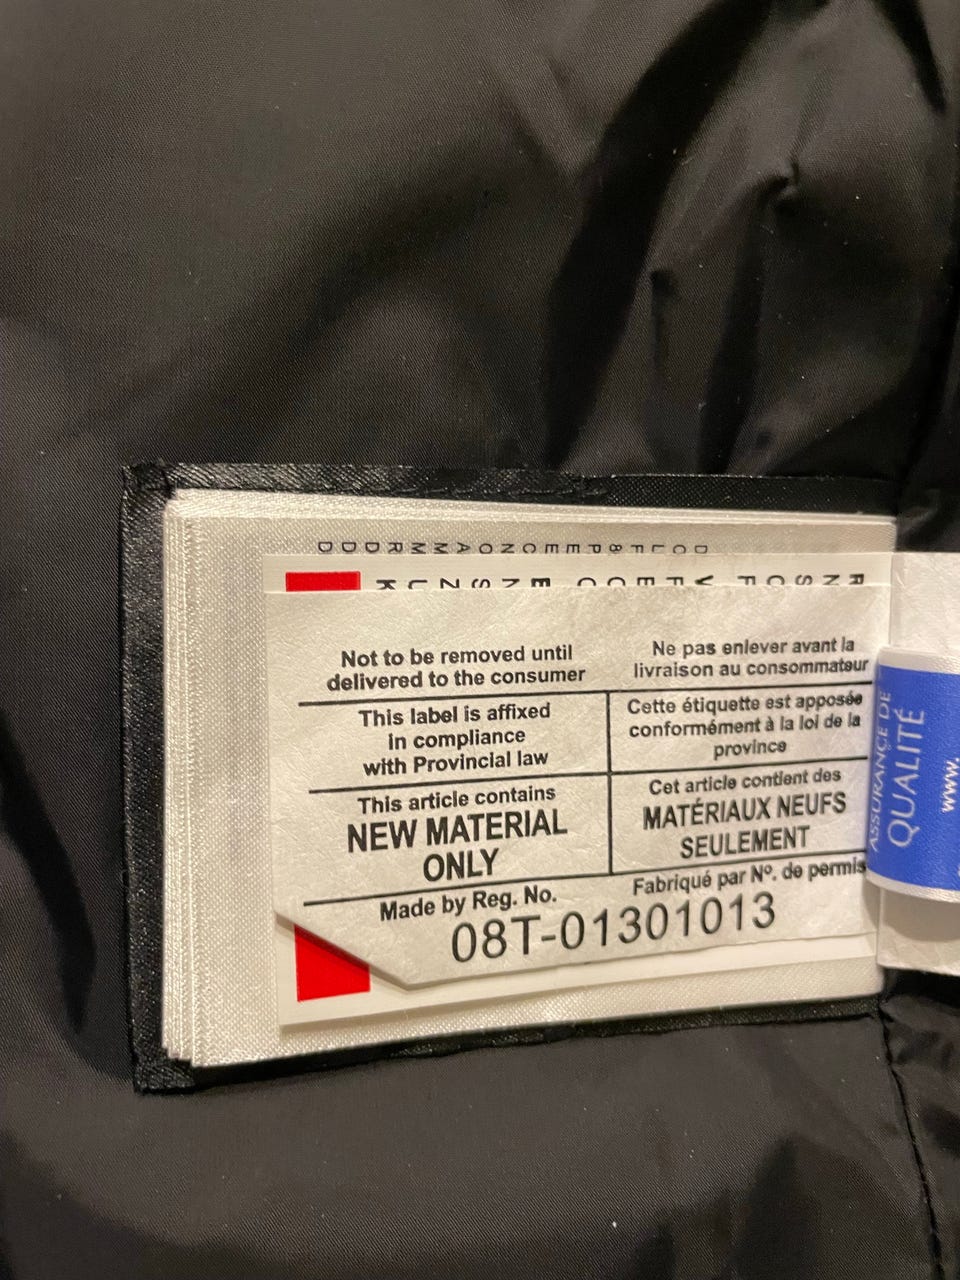 Not to be removed until
delivered to the consumer
Ne pas enlever avant la
livraison au consommateur
This label is affixed
in compliance
with Provincial law
Cette étiquette est apposée
conformément à la loi de la
province
This article contains
NEW MATERIAL
ONLY
Cet article contient des
MATÉRIAUX NEUFS
SEULEMENT
Made by Reg. No.
Fabriqué par Nº. de permis
08T-01301013
ASSURANCE DE
QUALITÉ
www.